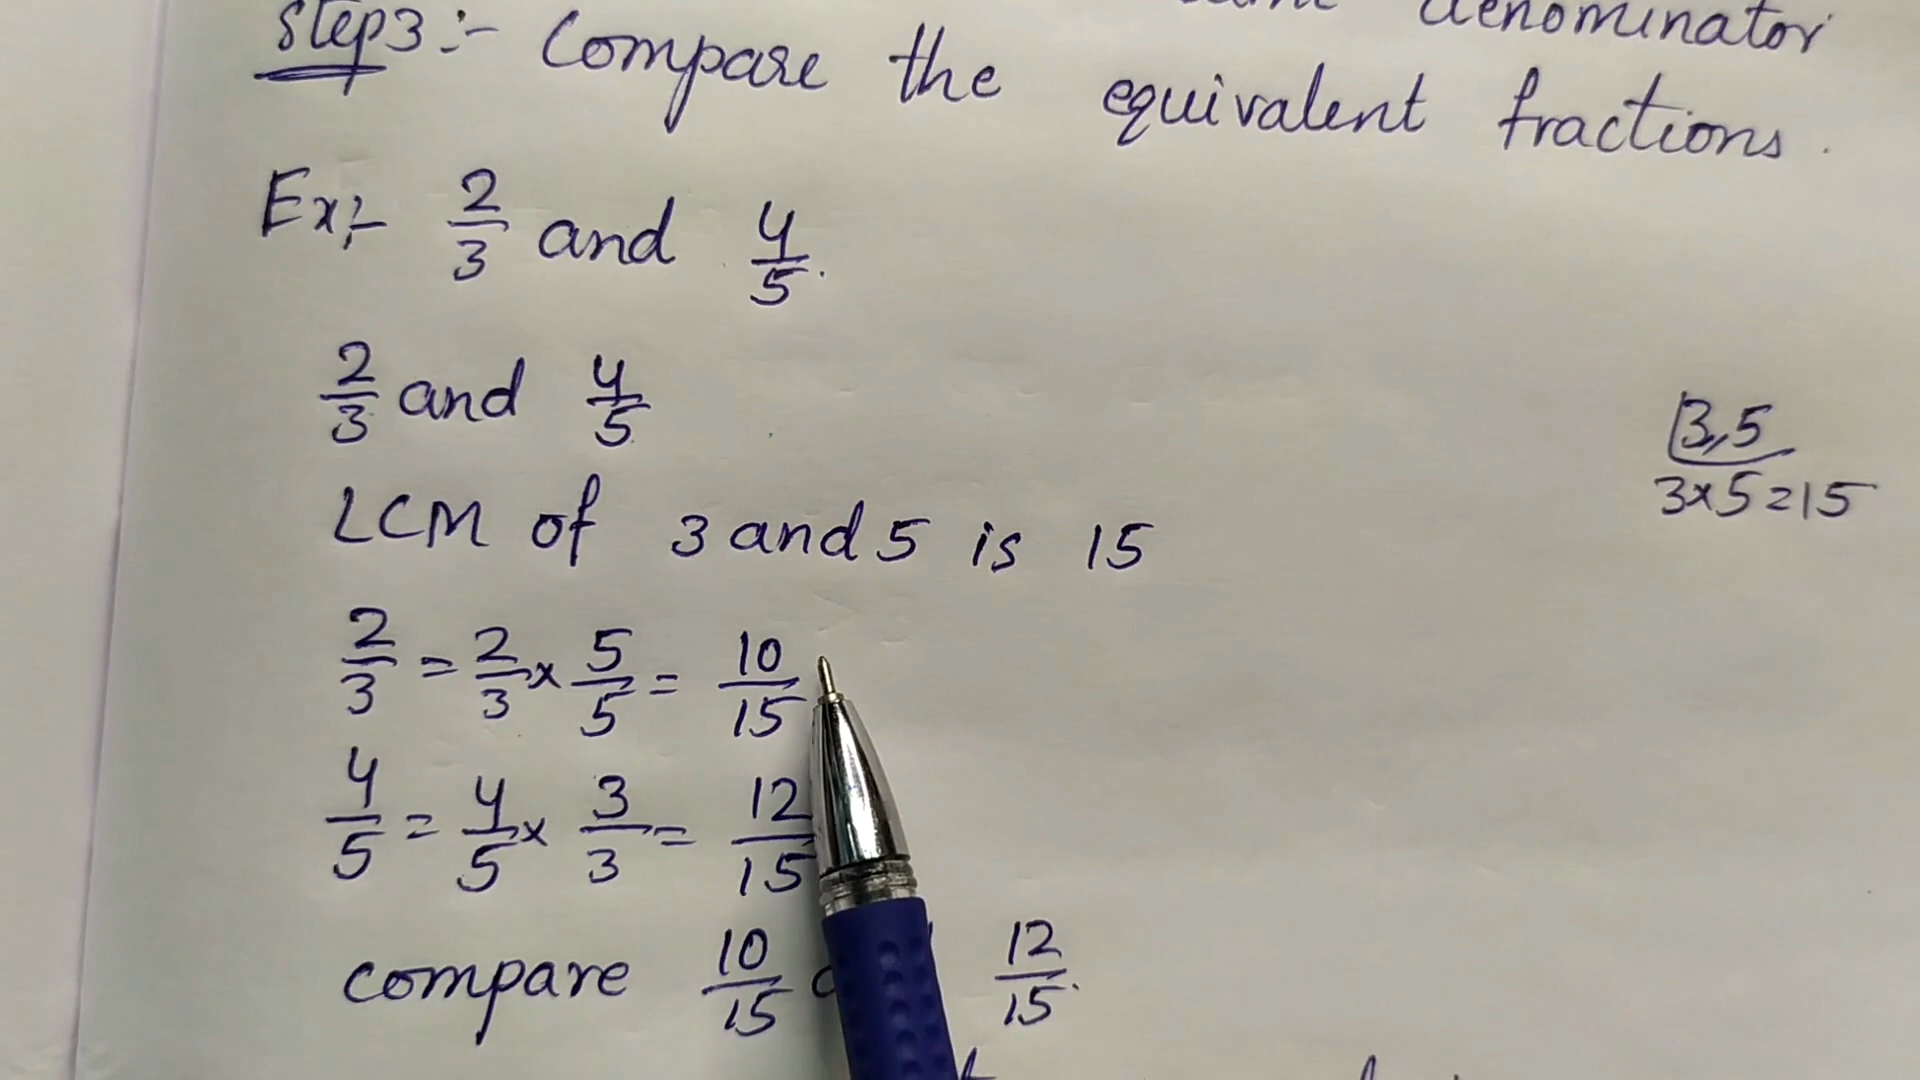 denominator
Step3:- Compare the equivalent fractions.
Ex:- 2/3 and 4/5.
2/3 and 4/5
3,5
3x5=15
LCM of 3 and 5 is 15
2/3 = 2/3 x 5/5 = 10/15
4/5 = 4/5 x 3/3 = 12/15
compare 10/15 12/15.